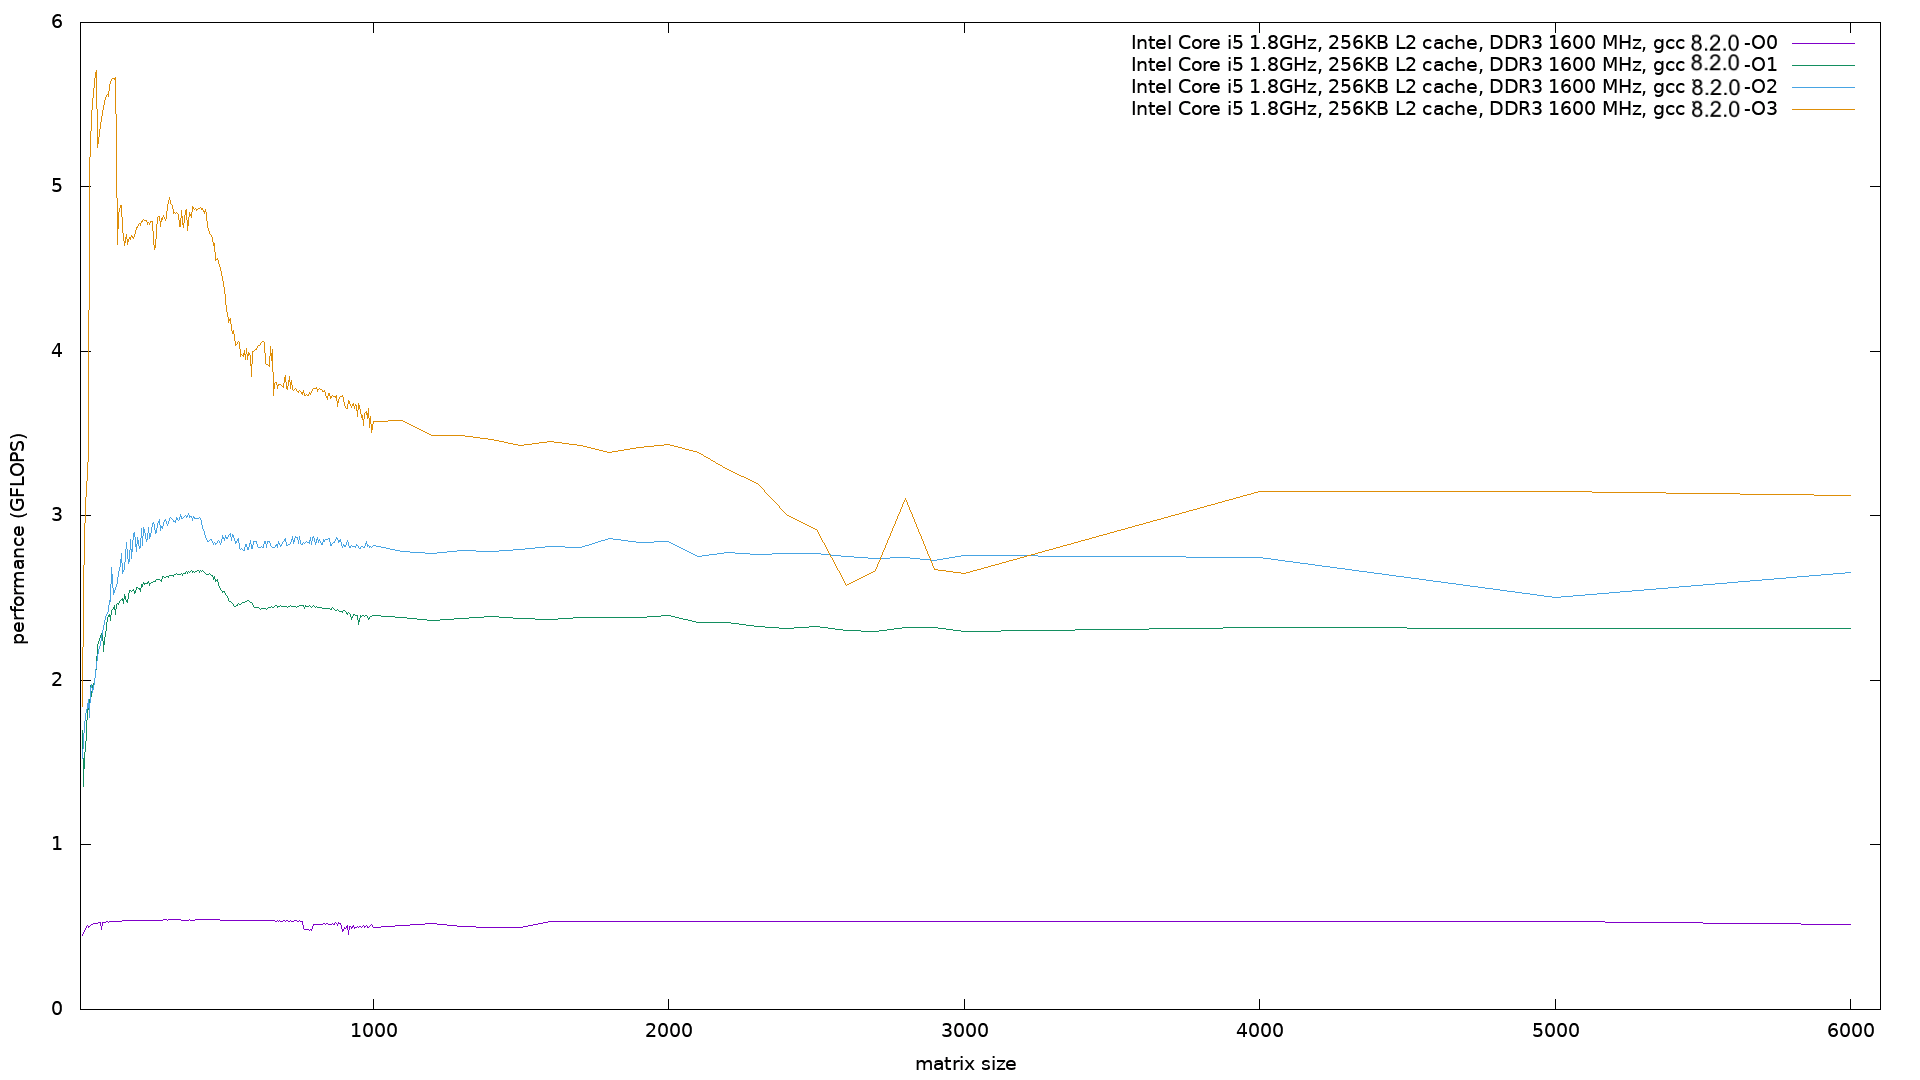 6
Intel Core i5 1.8GHz, 256KB L2 cache, DDR3 1600 MHz, gcc 8.2.0 -O0
Intel Core i5 1.8GHz, 256KB L2 cache, DDR3 1600 MHz, gcc 8.2.0 -O1
Intel Core i5 1.8GHz, 256KB L2 cache, DDR3 1600 MHz, gcc 8.2.0 -O2
Intel Core i5 1.8GHz, 256KB L2 cache, DDR3 1600 MHz, gcc 8.2.0 -O3
5
4
3
performance (GFLOPS)
2
1
0
1000 2000 3000 4000 5000 6000
matrix size